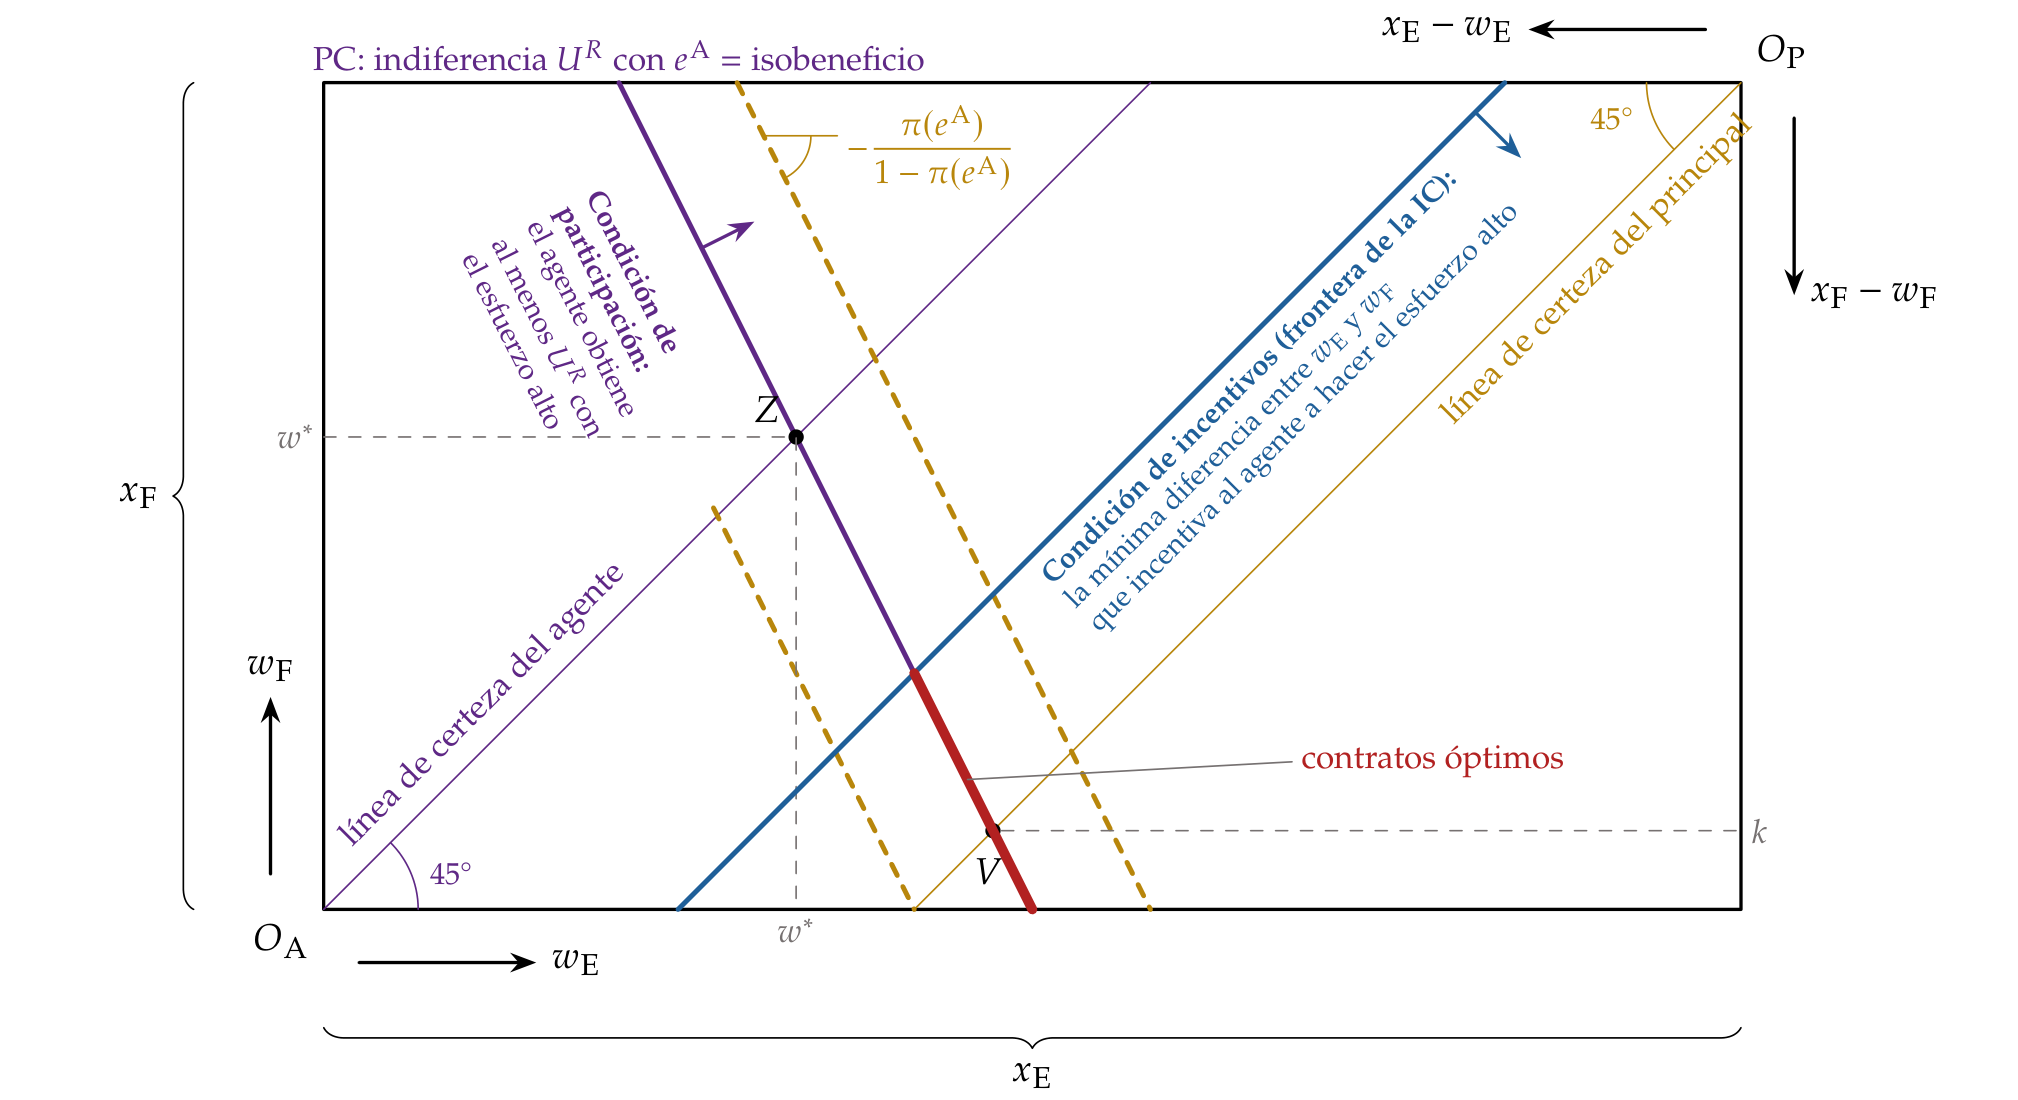 x_E − w_E
O_P
PC: indiferencia U^R con e^A = isobeneficio
45°
− π(e^A) / 1 − π(e^A)
línea de certeza del principal
Condición de
participación:
el agente obtiene
al menos U^R con
el esfuerzo alto
Condición de incentivos (frontera de la IC):
la mínima diferencia entre w_E y w_F
que incentiva al agente a hacer el esfuerzo alto
x_F − w_F
Z
w*
x_F
línea de certeza del agente
w_F
contratos óptimos
k
V
45°
O_A
w*
w_E
x_E